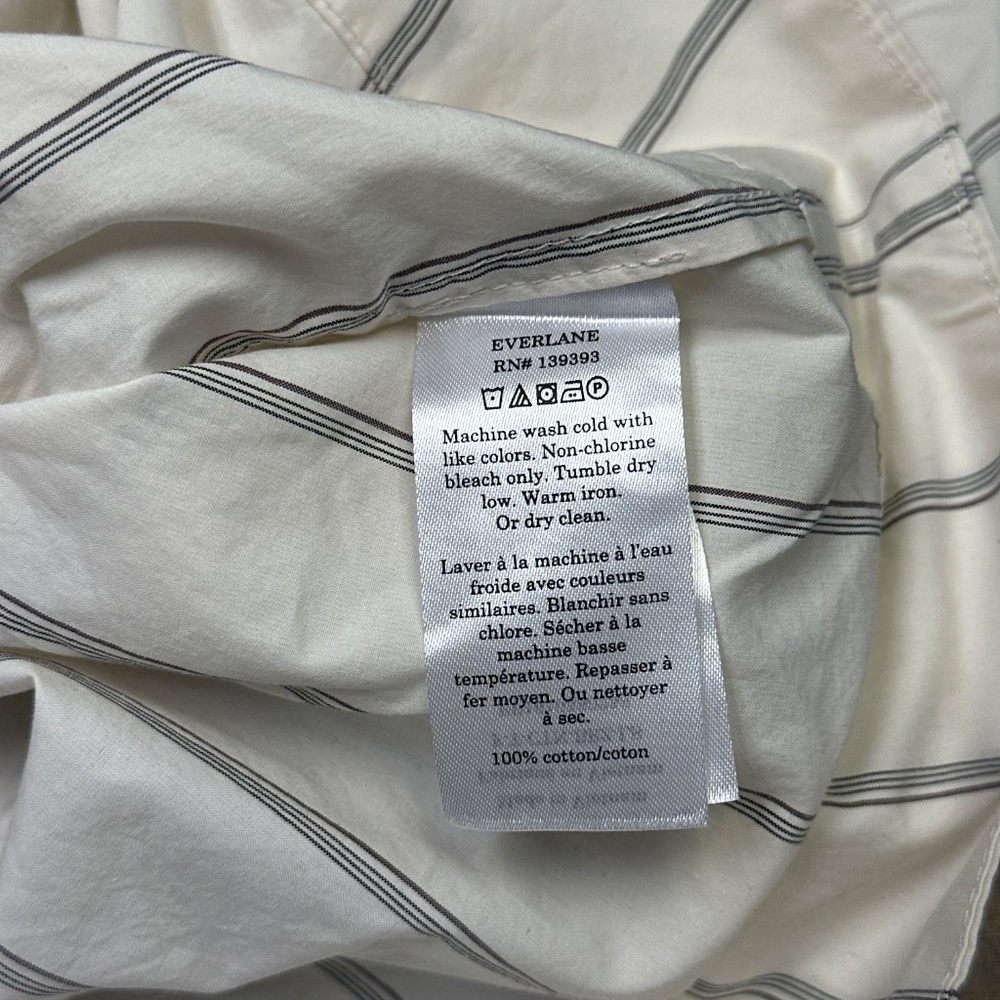 EVERLANE
RN# 139393
P
Machine wash cold with
like colors. Non-chlorine
bleach only. Tumble dry
low. Warm iron.
Or dry clean.
Laver à la machine à l'eau
froide avec couleurs
similaires. Blanchir sans
chlore. Sécher à la
machine basse
température. Repasser à
fer moyen. Ou nettoyer
à sec.
100% cotton/coton